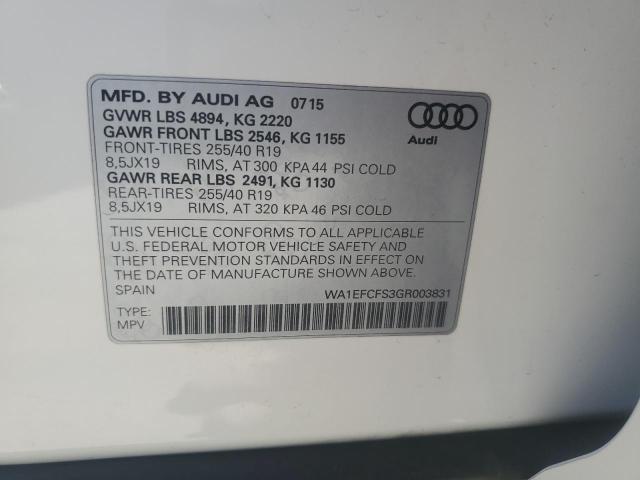 MFD. BY AUDI AG 0715
GVWR LBS 4894, KG 2220
GAWR FRONT LBS 2546, KG 1155
FRONT-TIRES 255/40 R19
8,5JX19 RIMS, AT 300 KPA 44 PSI COLD
GAWR REAR LBS 2491, KG 1130
REAR-TIRES 255/40 R19
8,5JX19 RIMS, AT 320 KPA 46 PSI COLD
Audi
THIS VEHICLE CONFORMS TO ALL APPLICABLE
U.S. FEDERAL MOTOR VEHICLE SAFETY AND
THEFT PREVENTION STANDARDS IN EFFECT ON
THE DATE OF MANUFACTURE SHOWN ABOVE.
SPAIN WA1EFCFS3GR003831
TYPE:
MPV